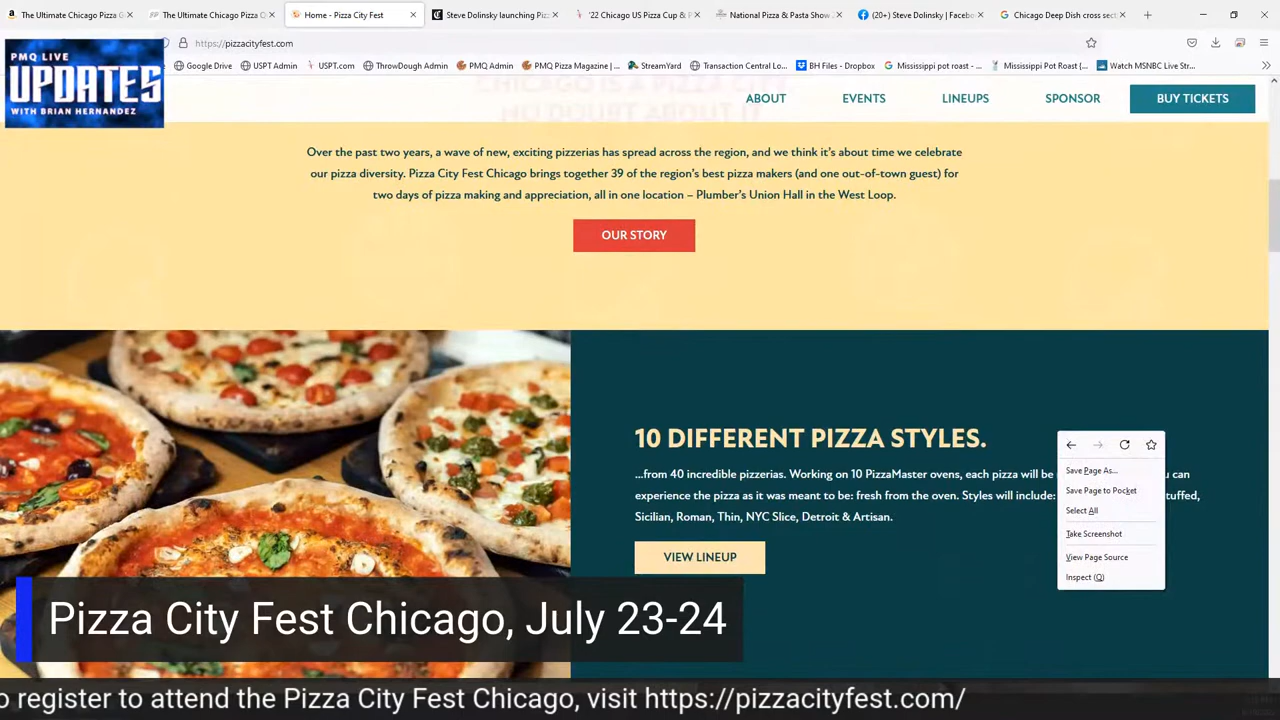 The Ultimate Chicago Pizza G
The Ultimate Chicago Pizza C
Home - Pizza City Fest
Steve Dolinsky launching Piz
'22 Chicago US Pizza Cup & P
National Pizza & Pasta Show
(20+) Steve Dolinsky | Facebo
Chicago Deep Dish cross secti
https://pizzacityfest.com
Google Drive
USPT Admin
USPT.com
ThrowDough Admin
PMQ Admin
PMQ Pizza Magazine | ...
StreamYard
Transaction Central Lo...
BH Files - Dropbox
Mississippi pot roast - ...
Mississippi Pot Roast {...
Watch MSNBC Live Str...
PMQ LIVE
UPDATES
WITH BRIAN HERNANDEZ
ABOUT
EVENTS
LINEUPS
SPONSOR
BUY TICKETS
CHICAGO IS A PIZZA CITY
NO DOUBT ABOUT IT
Over the past two years, a wave of new, exciting pizzerias has spread across the region, and we think it's about time we celebrate
our pizza diversity. Pizza City Fest Chicago brings together 39 of the region's best pizza makers (and one out-of-town guest) for
two days of pizza making and appreciation, all in one location – Plumber's Union Hall in the West Loop.
OUR STORY
10 DIFFERENT PIZZA STYLES.
...from 40 incredible pizzerias. Working on 10 PizzaMaster ovens, each pizza will be
can
experience the pizza as it was meant to be: fresh from the oven. Styles will include:
tuffed,
Sicilian, Roman, Thin, NYC Slice, Detroit & Artisan.
VIEW LINEUP
Save Page As...
Save Page to Pocket
Select All
Take Screenshot
View Page Source
Inspect (Q)
Pizza City Fest Chicago, July 23-24
o register to attend the Pizza City Fest Chicago, visit https://pizzacityfest.com/